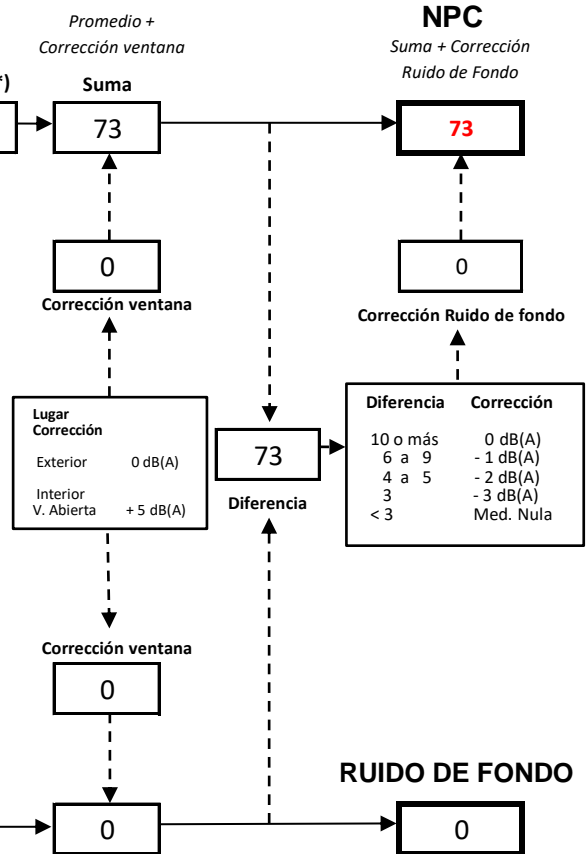 Promedio +
Corrección ventana
NPC
Suma + Corrección
Ruido de Fondo
*)
Suma
73
73
0
0
Corrección ventana
Corrección Ruido de fondo
Lugar
Corrección
Exterior 0 dB(A)
Interior
V. Abierta + 5 dB(A)
73
Diferencia
Diferencia Corrección
10 o más 0 dB(A)
6 a 9 - 1 dB(A)
4 a 5 - 2 dB(A)
3 - 3 dB(A)
< 3 Med. Nula
Corrección ventana
0
RUIDO DE FONDO
0
0